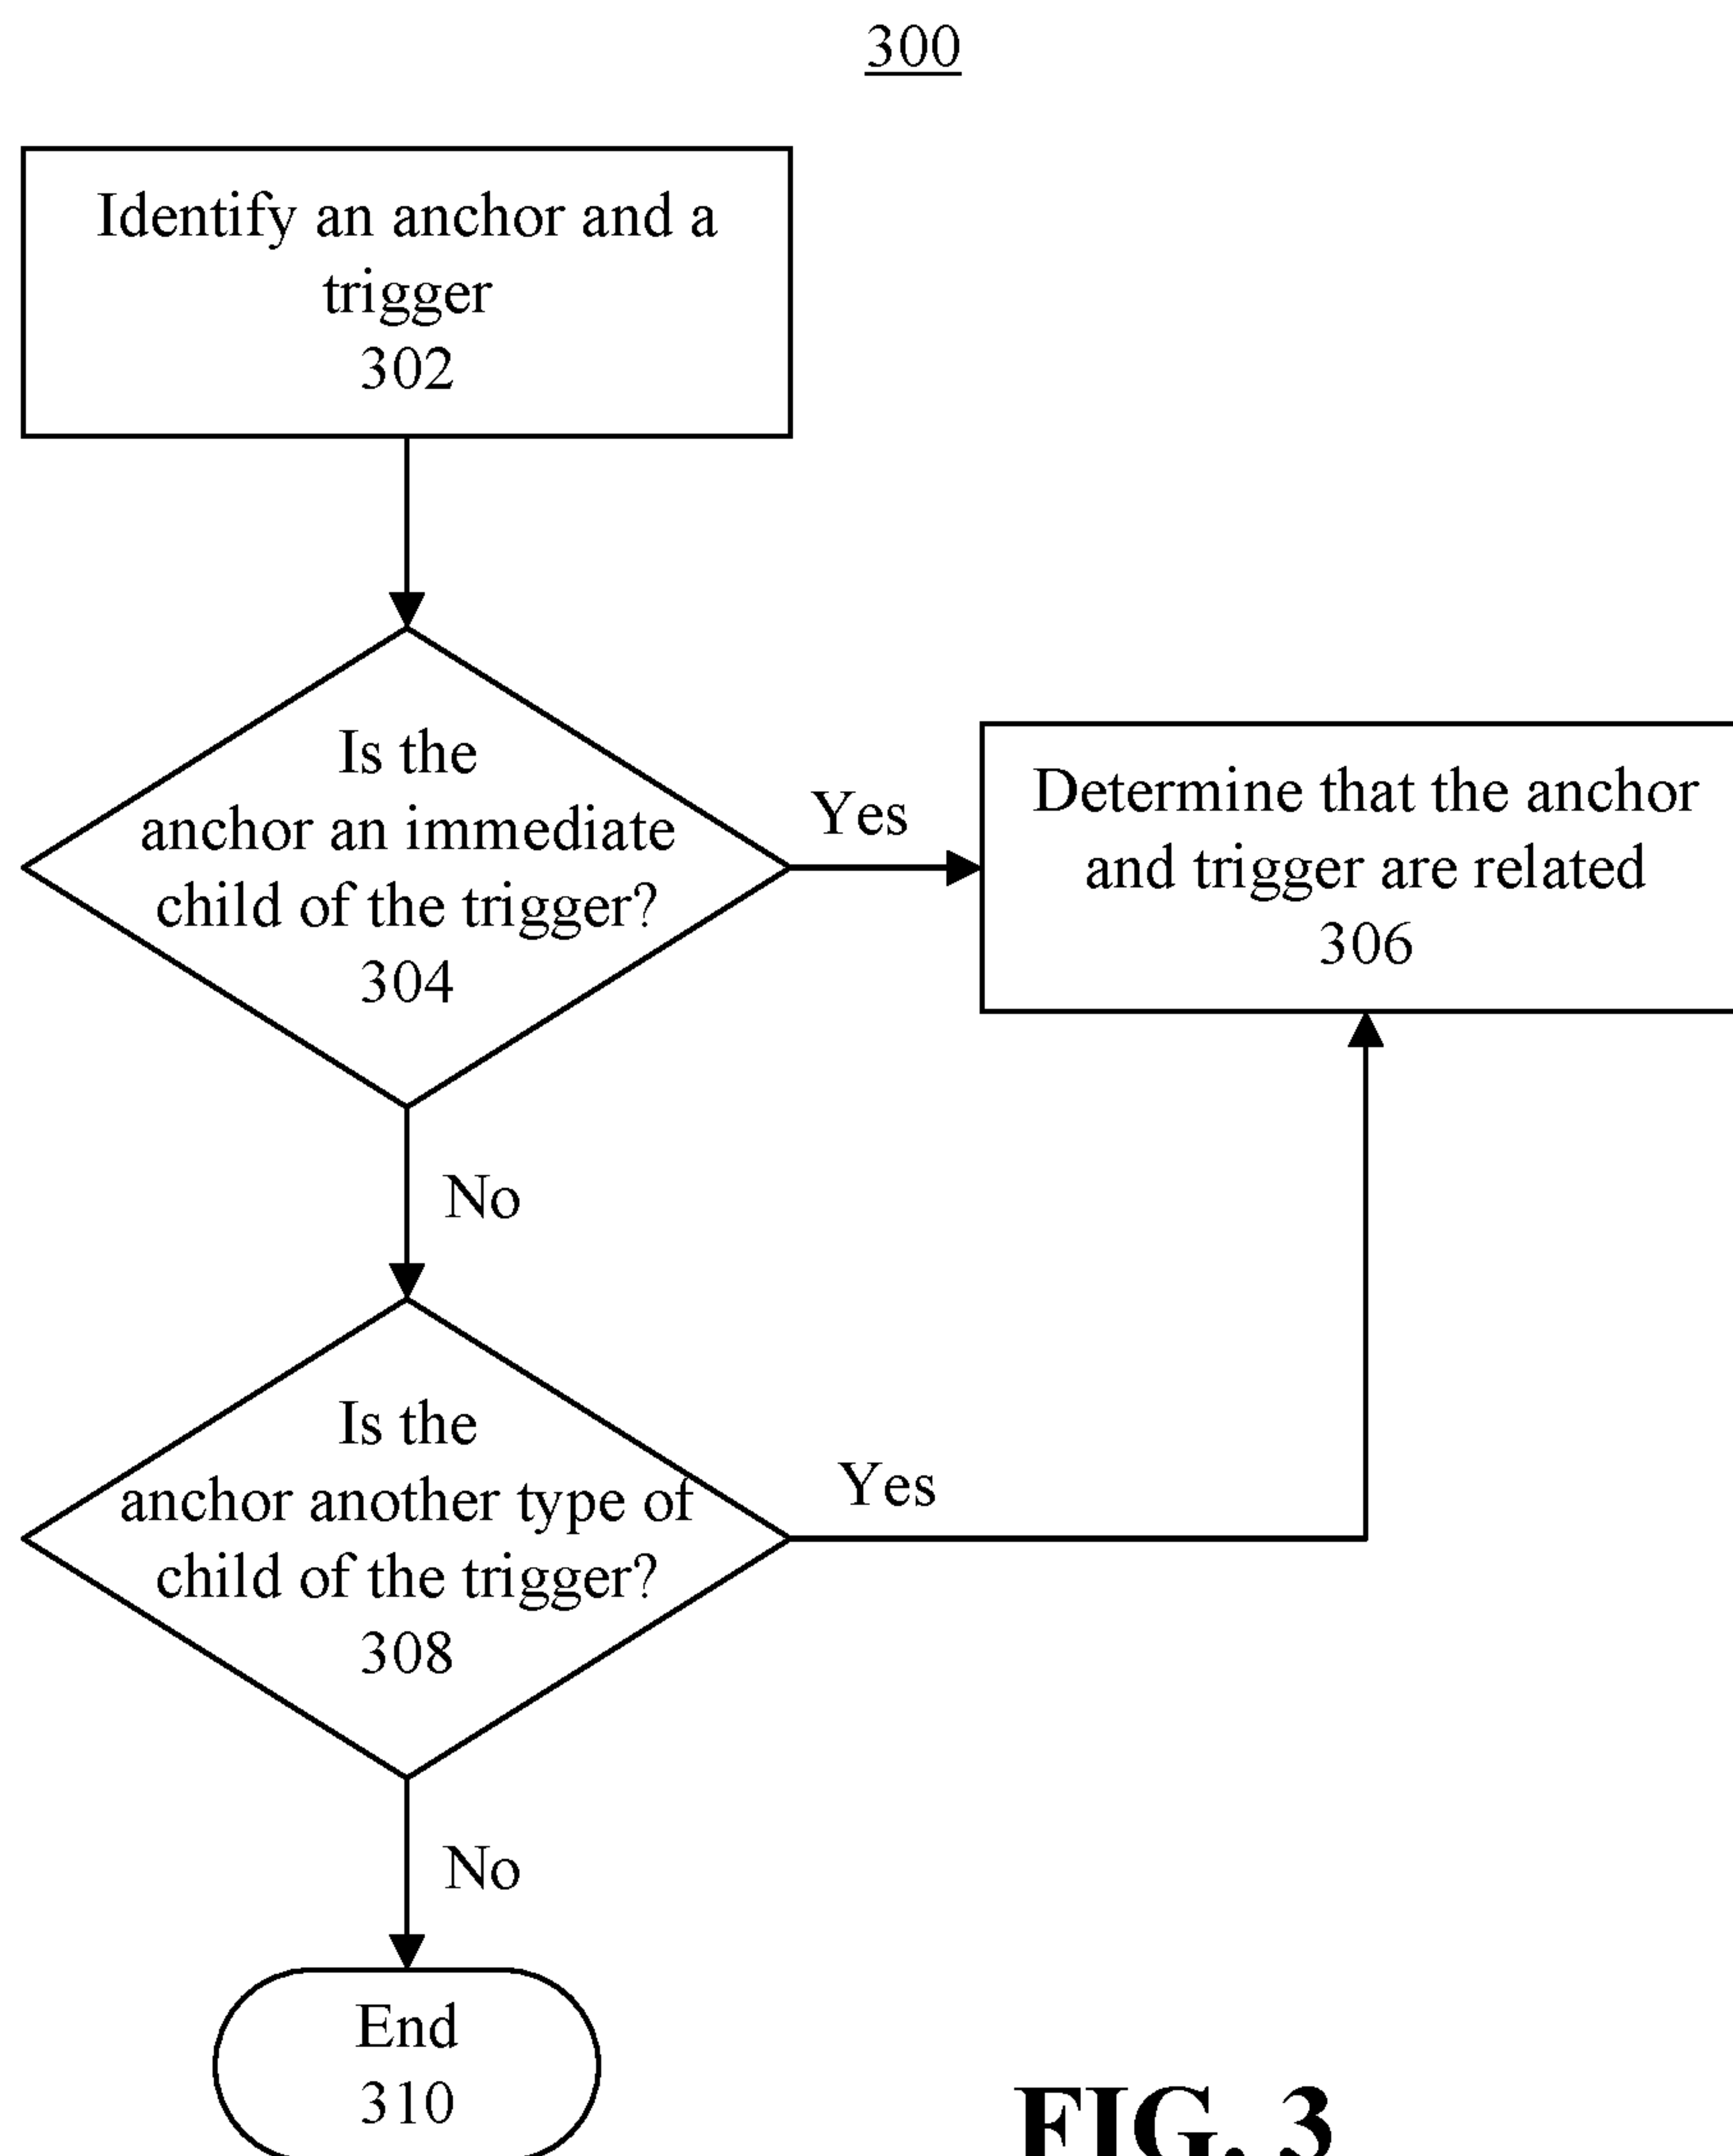 300
Identify an anchor and a
trigger
302
Is the
anchor an immediate
child of the trigger?
304
Yes
Determine that the anchor
and trigger are related
306
No
Is the
anchor another type of
child of the trigger?
308
Yes
No
End
310
FIG. 3